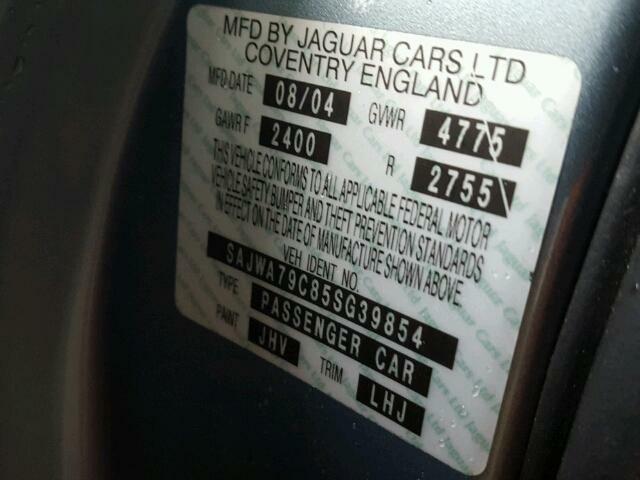 MFD BY JAGUAR CARS LTD
COVENTRY ENGLAND
MFD-DATE 08/04 GVWR 4775
GAWR F 2400 R 2755
THIS VEHICLE CONFORMS TO ALL APPLICABLE FEDERAL MOTOR
VEHICLE SAFETY BUMPER AND THEFT PREVENTION STANDARDS
IN EFFECT ON THE DATE OF MANUFACTURE SHOWN ABOVE.
VEH IDENT NO.
SAJWA79C85SG39854
TYPE PASSENGER CAR
PAINT JHV TRIM LHJ